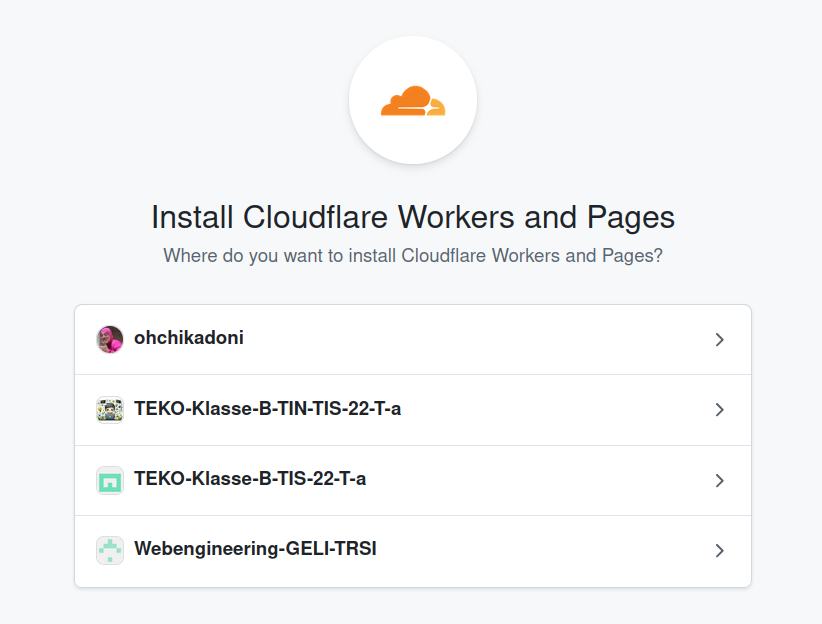 Install Cloudflare Workers and Pages
Where do you want to install Cloudflare Workers and Pages?
ohchikadoni
TEKO-Klasse-B-TIN-TIS-22-T-a
TEKO-Klasse-B-TIS-22-T-a
Webengineering-GELI-TRSI